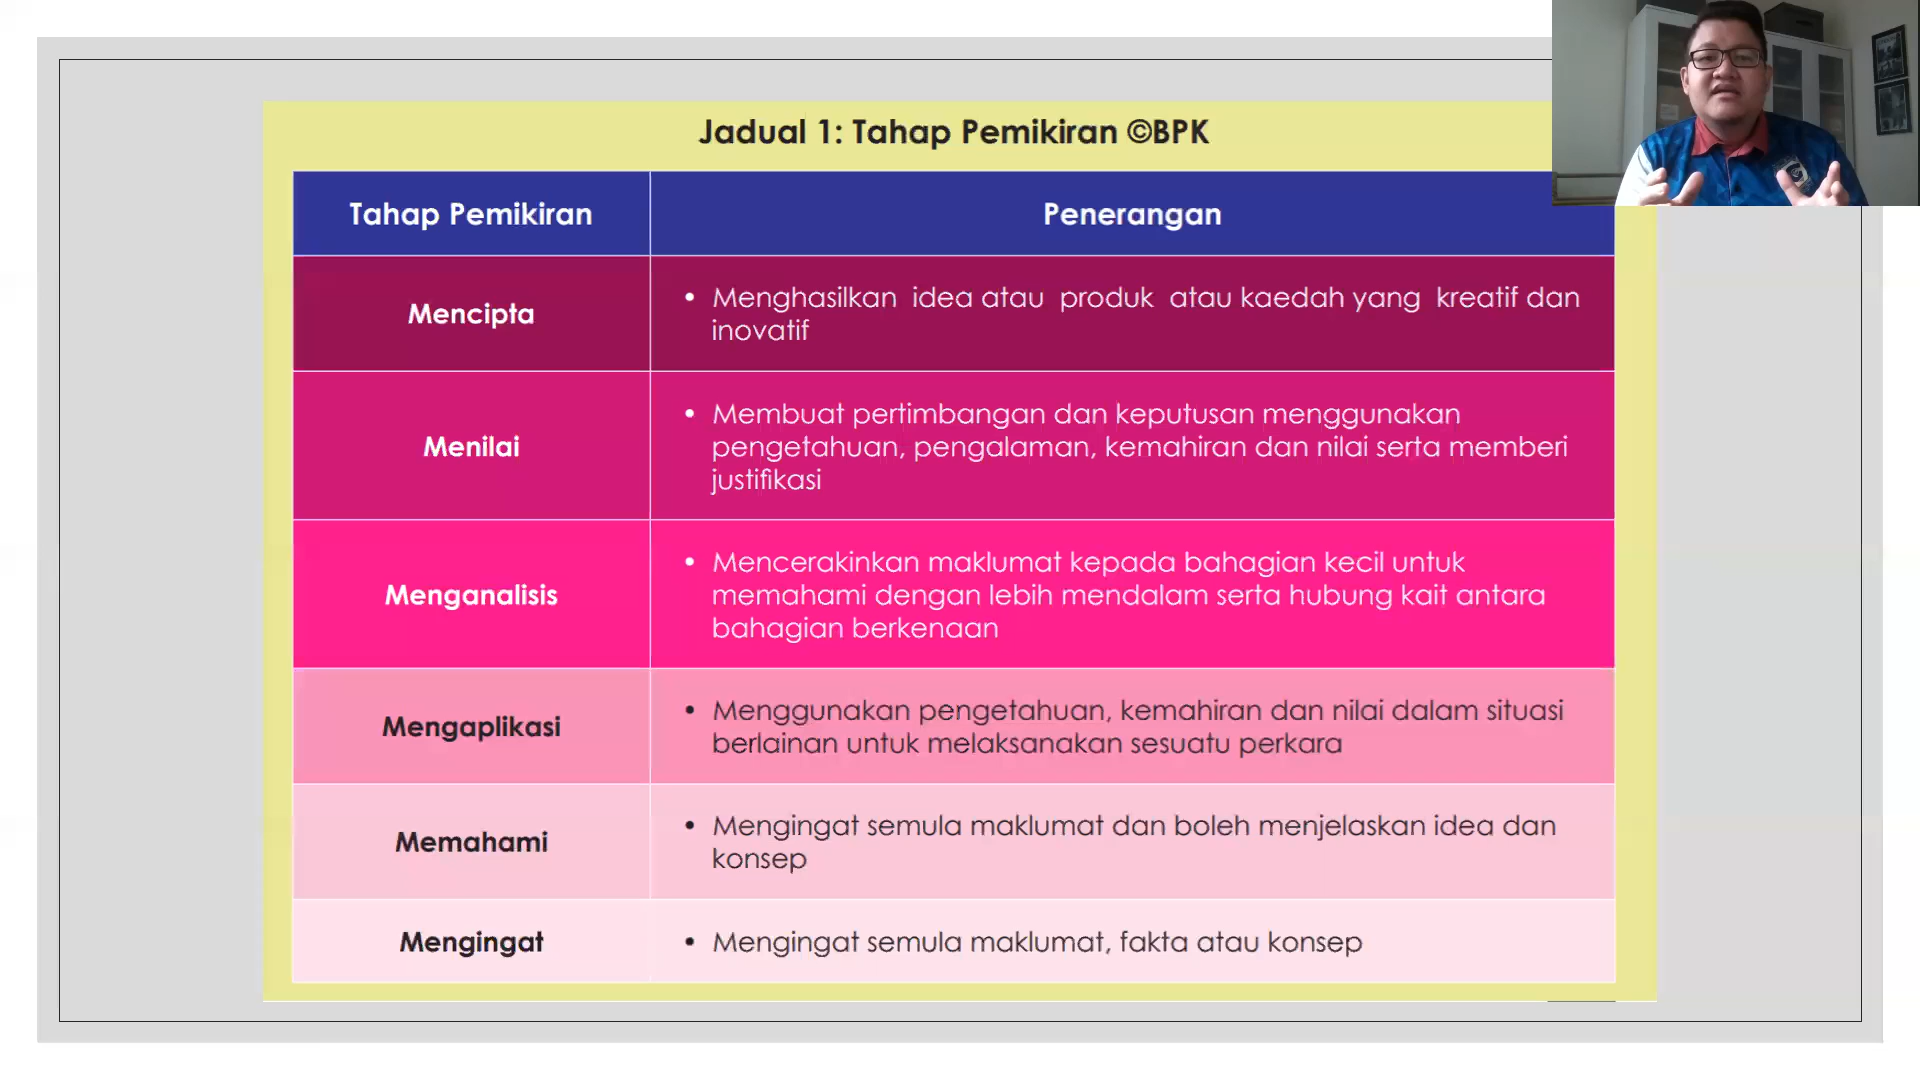 Jadual 1: Tahap Pemikiran ©BPK
Tahap Pemikiran
Penerangan
Mencipta
• Menghasilkan idea atau produk atau kaedah yang kreatif dan
inovatif
Menilai
• Membuat pertimbangan dan keputusan menggunakan
pengetahuan, pengalaman, kemahiran dan nilai serta memberi
justifikasi
Menganalisis
• Mencerakinkan maklumat kepada bahagian kecil untuk
memahami dengan lebih mendalam serta hubung kait antara
bahagian berkenaan
Mengaplikasi
• Menggunakan pengetahuan, kemahiran dan nilai dalam situasi
berlainan untuk melaksanakan sesuatu perkara
Memahami
• Mengingat semula maklumat dan boleh menjelaskan idea dan
konsep
Mengingat
• Mengingat semula maklumat, fakta atau konsep